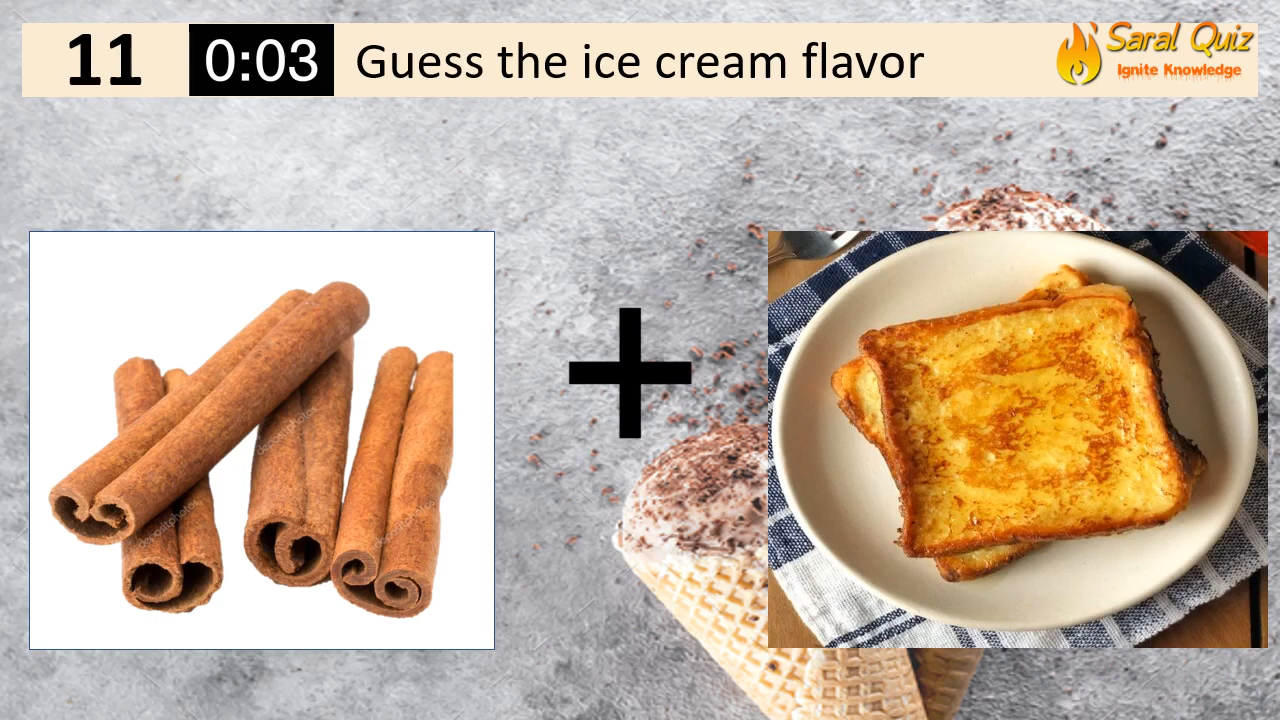 11
0:03
Guess the ice cream flavor
Saral Quiz
Ignite Knowledge